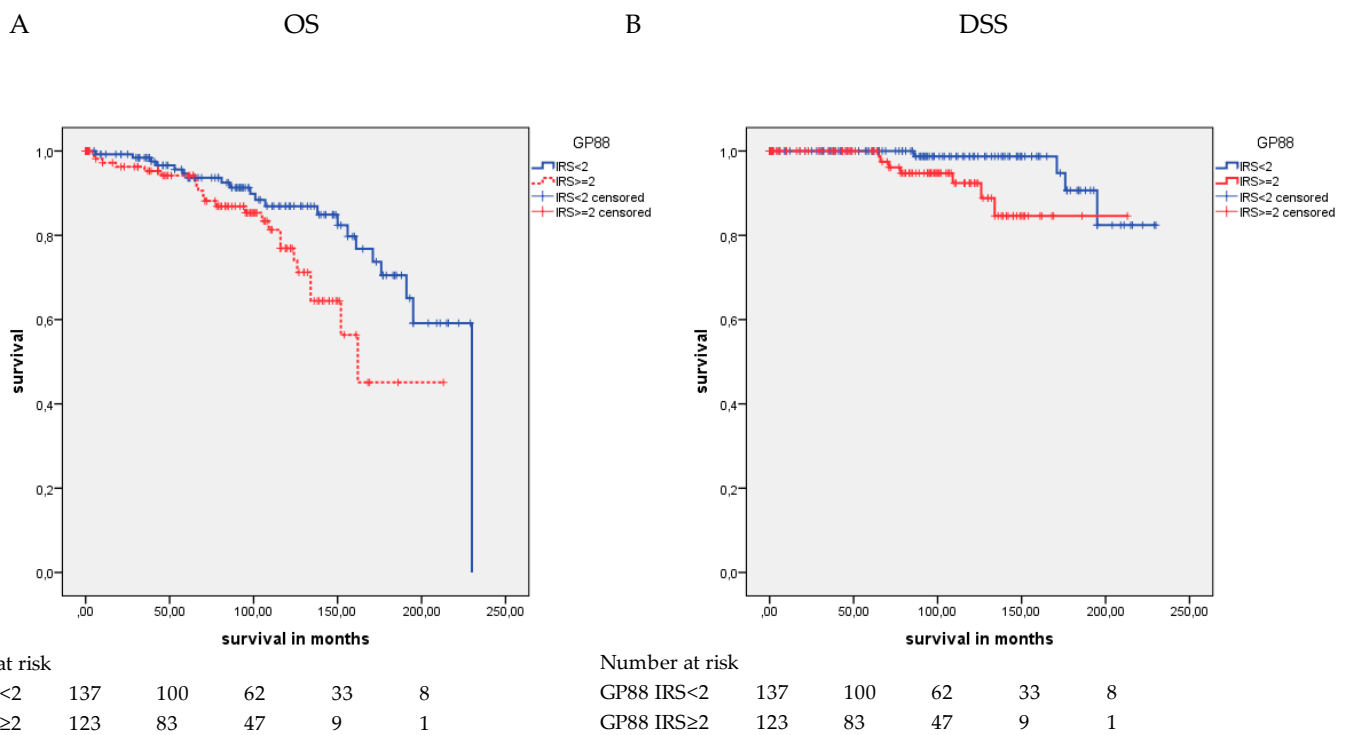 A OS B DSS
GP88
IRS<2
IRS>=2
IRS<2 censored
IRS>=2 censored
survival
1,0
0,8
0,6
0,4
0,2
0,0
,00 50,00 100,00 150,00 200,00 250,00
survival in months
GP88
IRS<2
IRS>=2
IRS<2 censored
IRS>=2 censored
survival
1,0
0,8
0,6
0,4
0,2
0,0
,00 50,00 100,00 150,00 200,00 250,00
survival in months
at risk
<2 137 100 62 33 8
≥2 123 83 47 9 1
Number at risk
GP88 IRS<2 137 100 62 33 8
GP88 IRS≥2 123 83 47 9 1